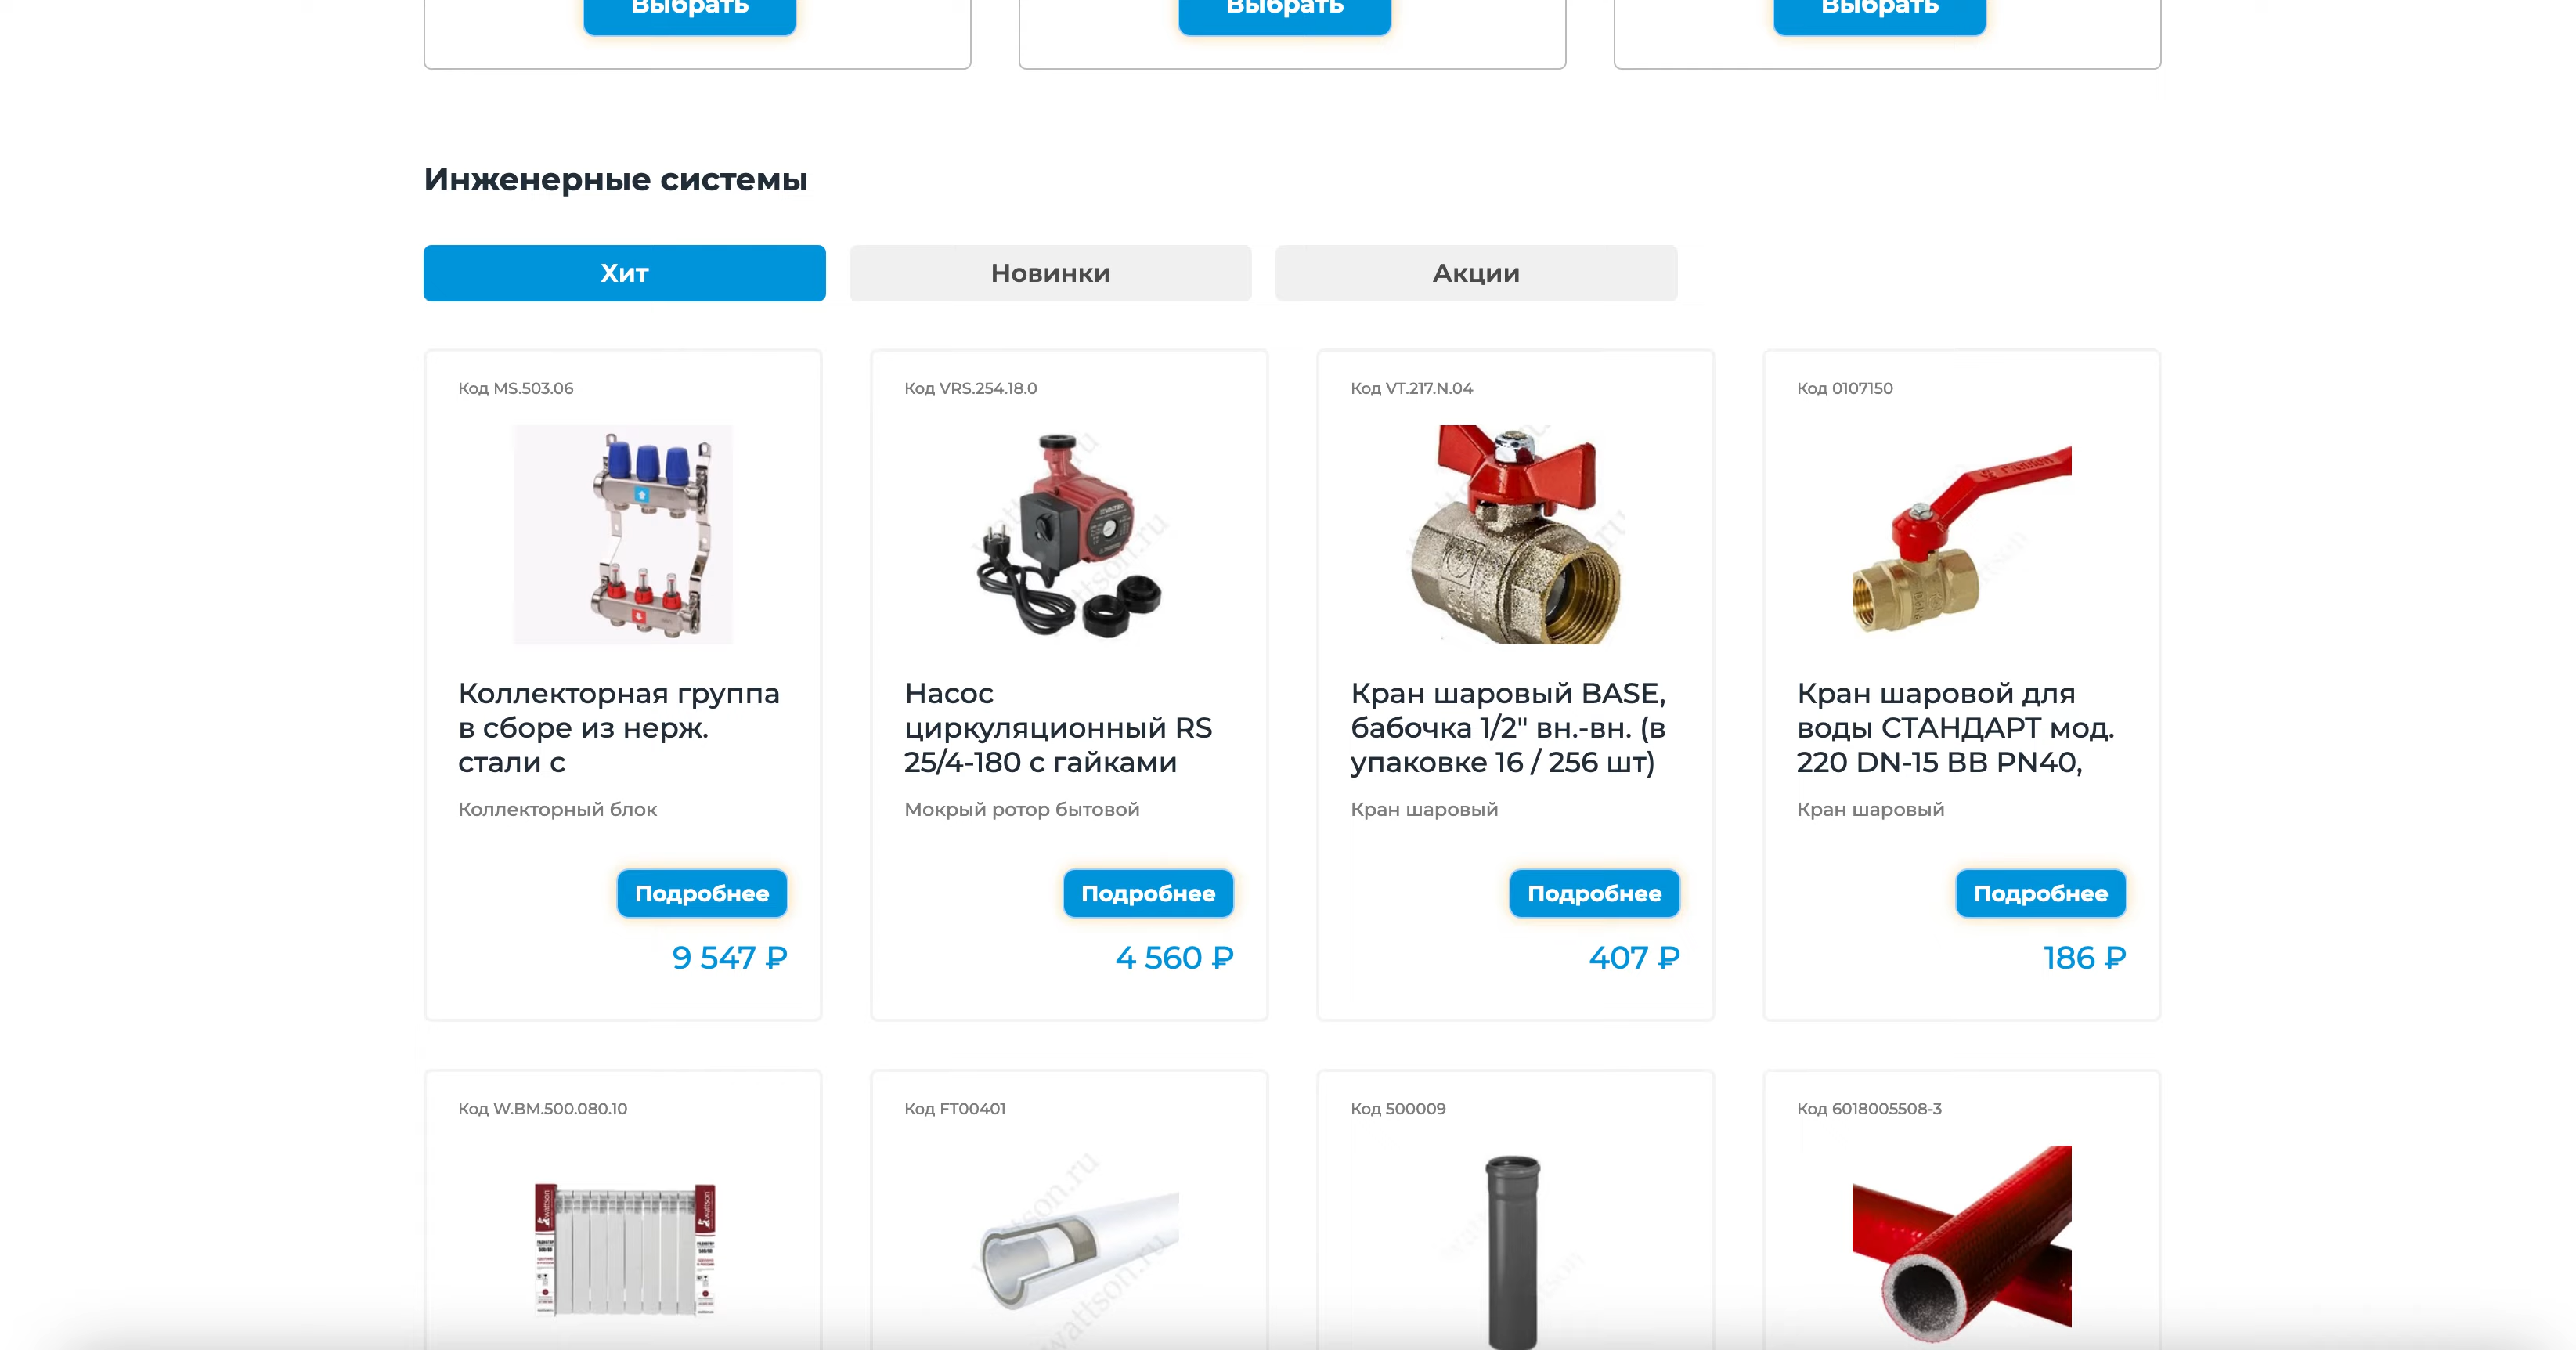 Выбрать
Выбрать
Выбрать
Инженерные системы
Хит
Новинки
Акции
Код MS.503.06
Коллекторная группа
в сборе из нерж.
стали с
Коллекторный блок
Подробнее
9 547 ₽
Код VRS.254.18.0
Насос
циркуляционный RS
25/4-180 с гайками
Мокрый ротор бытовой
Подробнее
4 560 ₽
Код VT.217.N.04
Кран шаровый BASE,
бабочка 1/2" вн.-вн. (в
упаковке 16 / 256 шт)
Кран шаровый
Подробнее
407 ₽
Код 0107150
Кран шаровой для
воды СТАНДАРТ мод.
220 DN-15 ВВ PN40,
Кран шаровый
Подробнее
186 ₽
Код W.BM.500.080.10
wattson
wattson
Код FT00401
wattson.ru
Код 500009
Код 6018005508-3